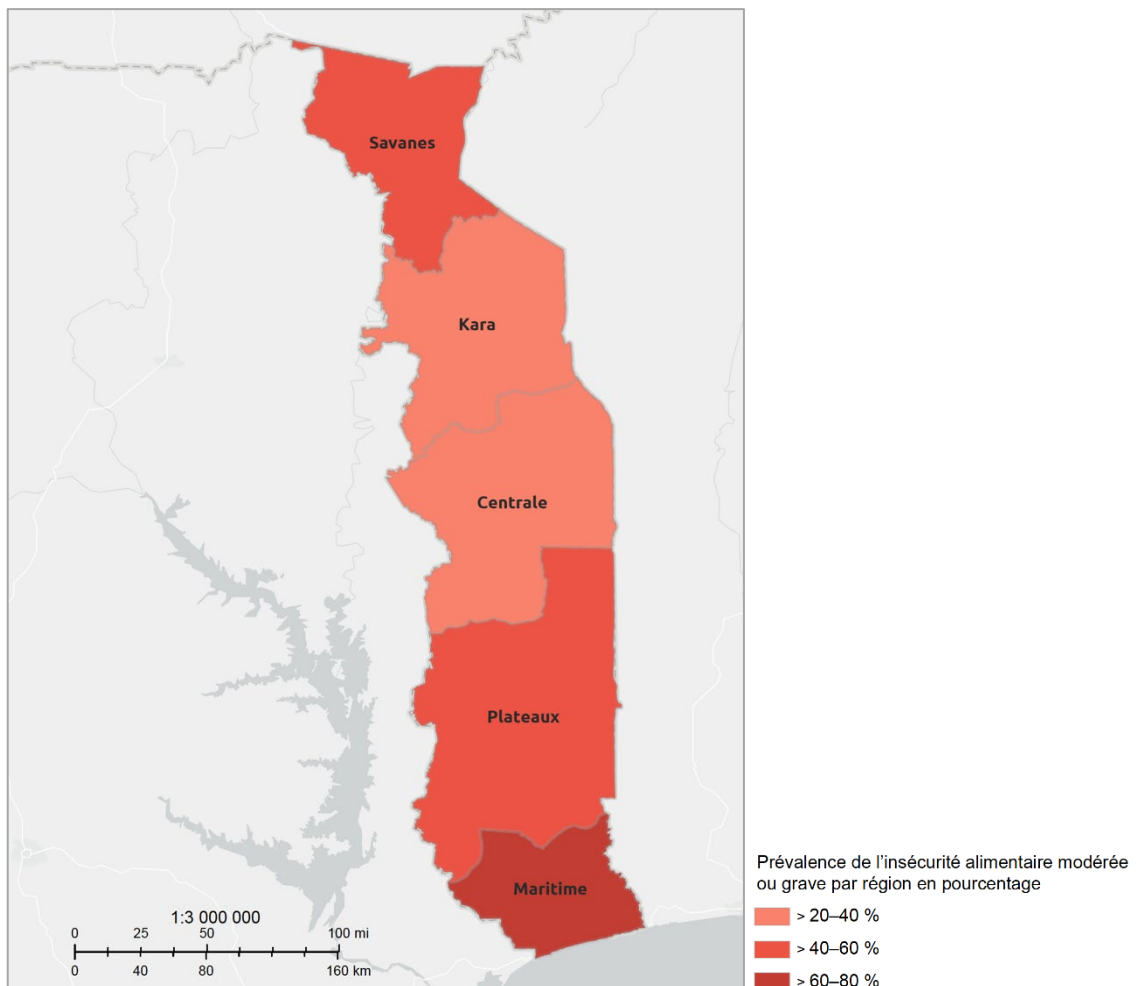 Savanes
Kara
Centrale
Plateaux
Maritime
1:3 000 000
0 25 50 100 mi
0 40 80 160 km
Prévalence de l'insécurité alimentaire modérée
ou grave par région en pourcentage
> 20–40 %
> 40–60 %
> 60–80 %